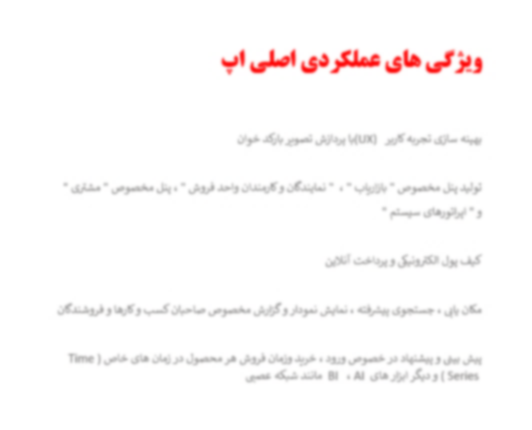 ویژگی های عملکردی اصلی اپ
بهینه سازی تجربه کاربر (UX)با پردازش تصویر بارکد خوان
تولید پنل مخصوص " بازاریاب " ، " نمایندگان و کارمندان واحد فروش " ، پنل مخصوص " مشتری "
و " اپراتورهای سیستم "
کیف پول الکترونیکی و پرداخت آنلاین
مکان یابی ، جستجوی پیشرفته ، نمایش نمودار و گزارش مخصوص صاحبان کسب و کارها و فروشندگان
پیش بینی و پیشنهاد در خصوص ورود ، خرید وزمان فروش هر محصول در زمان های خاص ( Time
Series ) و دیگر ابزار های BI ، AI مانند شبکه عصبی